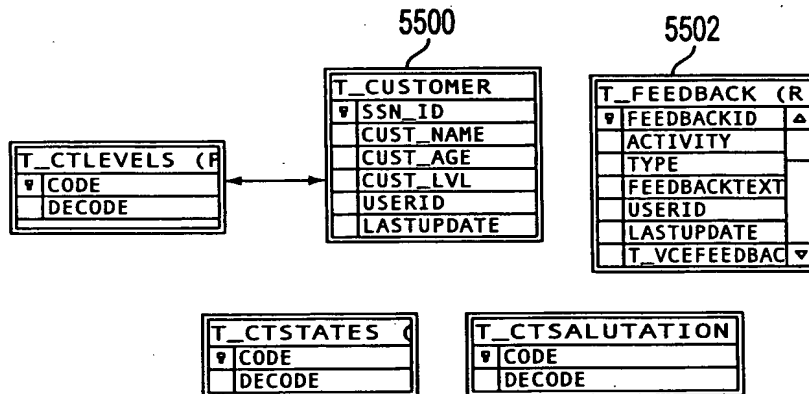 5500
5502
T_CUSTOMER
SSN_ID
CUST_NAME
CUST_AGE
CUST_LVL
USERID
LASTUPDATE
T_FEEDBACK (R
FEEDBACKID
ACTIVITY
TYPE
FEEDBACKTEXT
USERID
LASTUPDATE
T_VCEFEEDBAC
T_CTLEVELS (
CODE
DECODE
T_CTSTATES (
CODE
DECODE
T_CTSALUTATION
CODE
DECODE